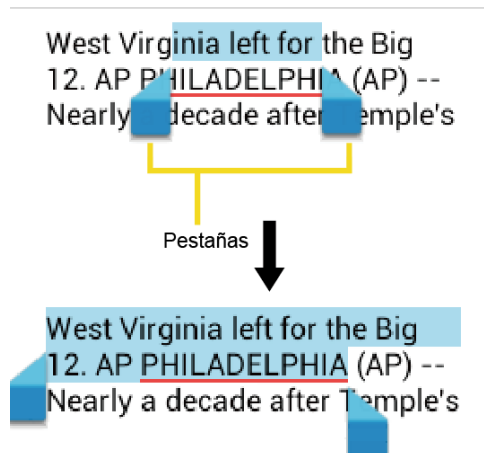 West Virginia left for the Big
12. AP PHILADELPHIA (AP) --
Nearly a decade after Temple's
Pestañas
West Virginia left for the Big
12. AP PHILADELPHIA (AP) --
Nearly a decade after Temple's